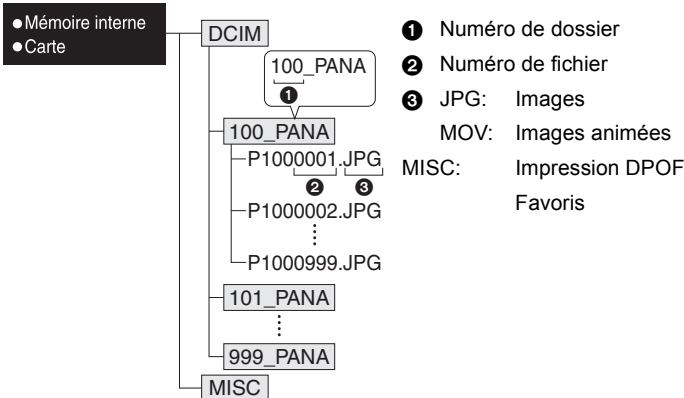 ●Mémoire interne
●Carte
DCIM
100_PANA
❶
100_PANA
P1000001.JPG
❷ ❸
P1000002.JPG
P1000999.JPG
101_PANA
999_PANA
MISC
❶ Numéro de dossier
❷ Numéro de fichier
❸ JPG: Images
MOV: Images animées
MISC: Impression DPOF
Favoris